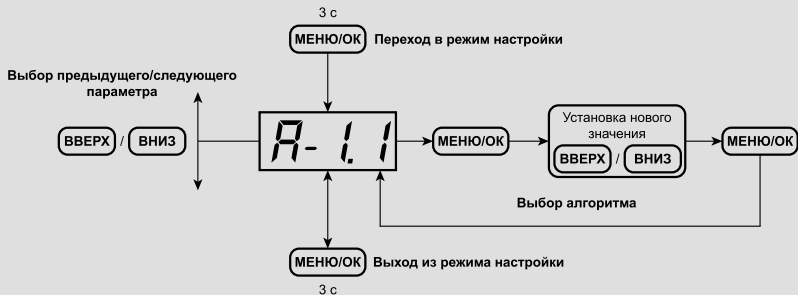 3 с
МЕНЮ/ОК Переход в режим настройки
Выбор предыдущего/следующего
параметра
ВВЕРХ / ВНИЗ
A-1.1
МЕНЮ/ОК
Установка нового
значения
ВВЕРХ / ВНИЗ
МЕНЮ/ОК
Выбор алгоритма
МЕНЮ/ОК Выход из режима настройки
3 с